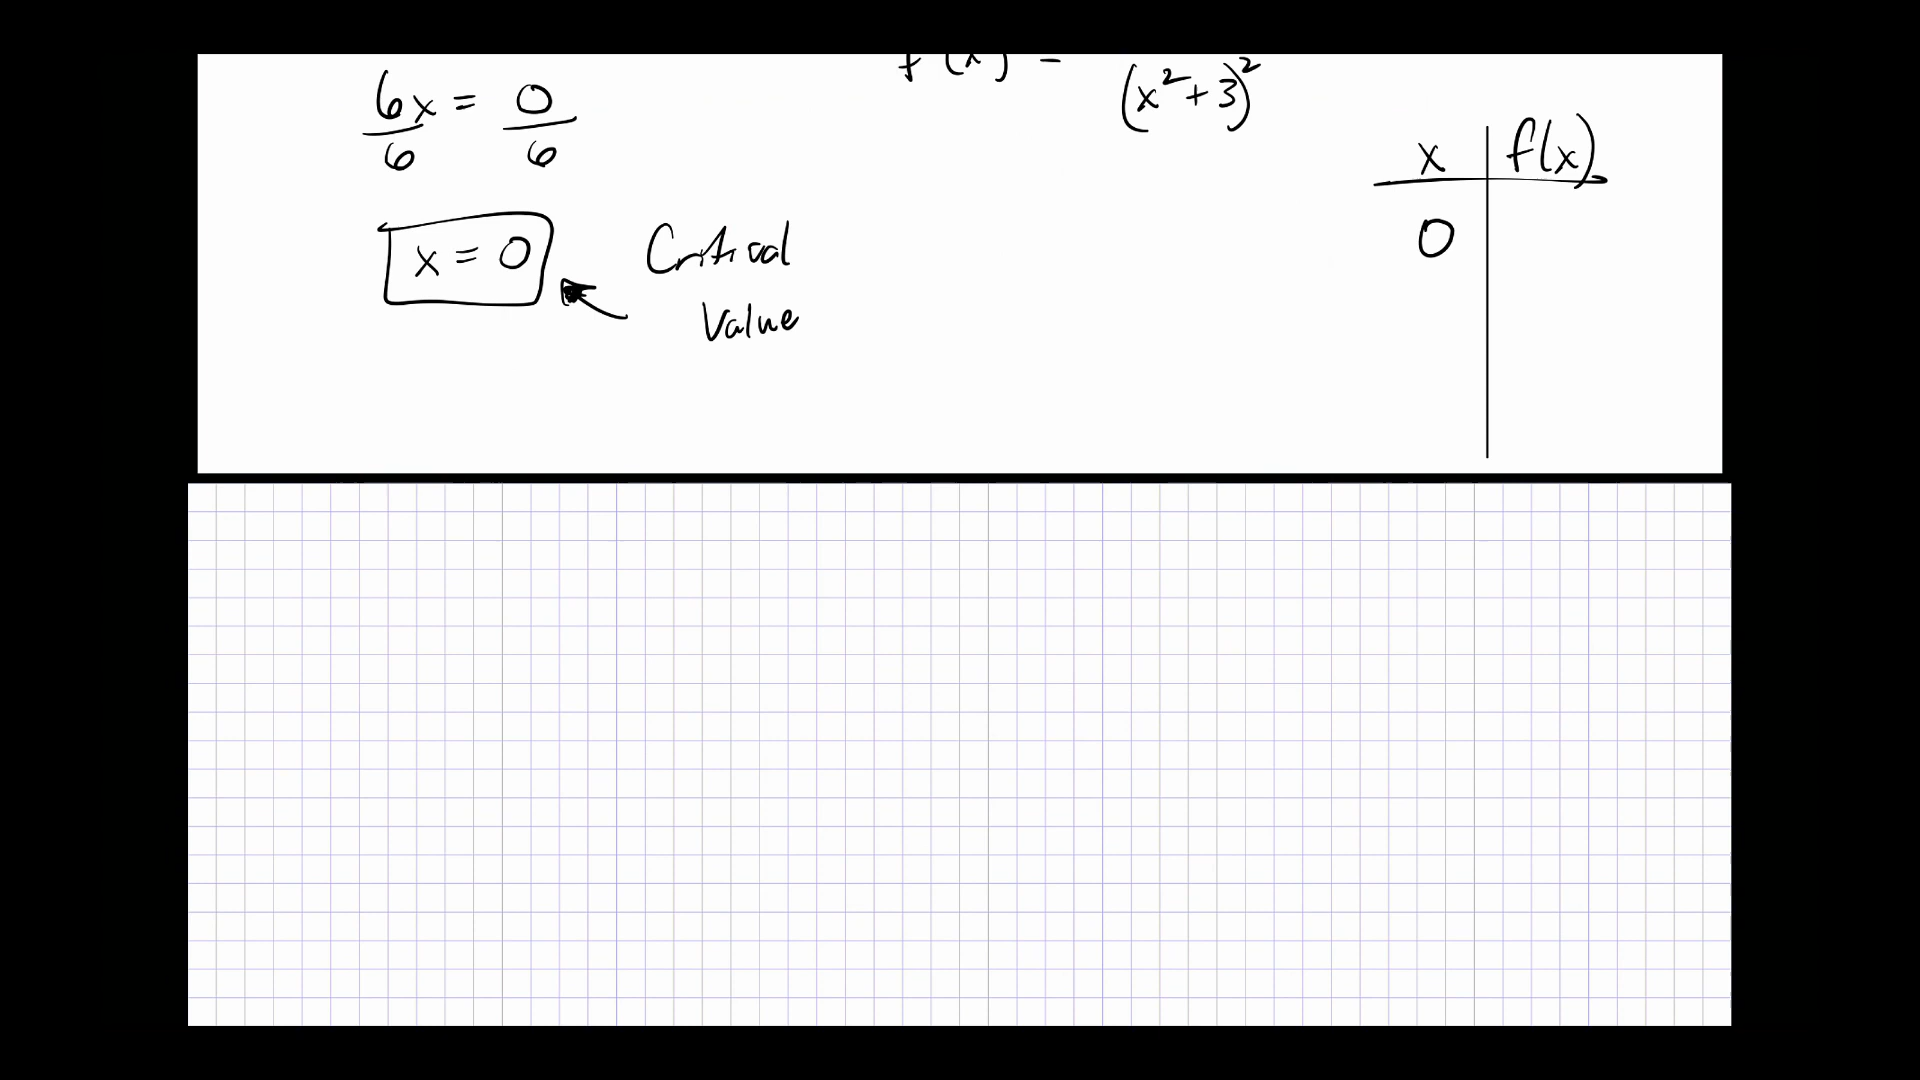 f'(x) =
(x²+3)²
6x = 0
6 6
x = 0
Critical
Value
x f(x)
0